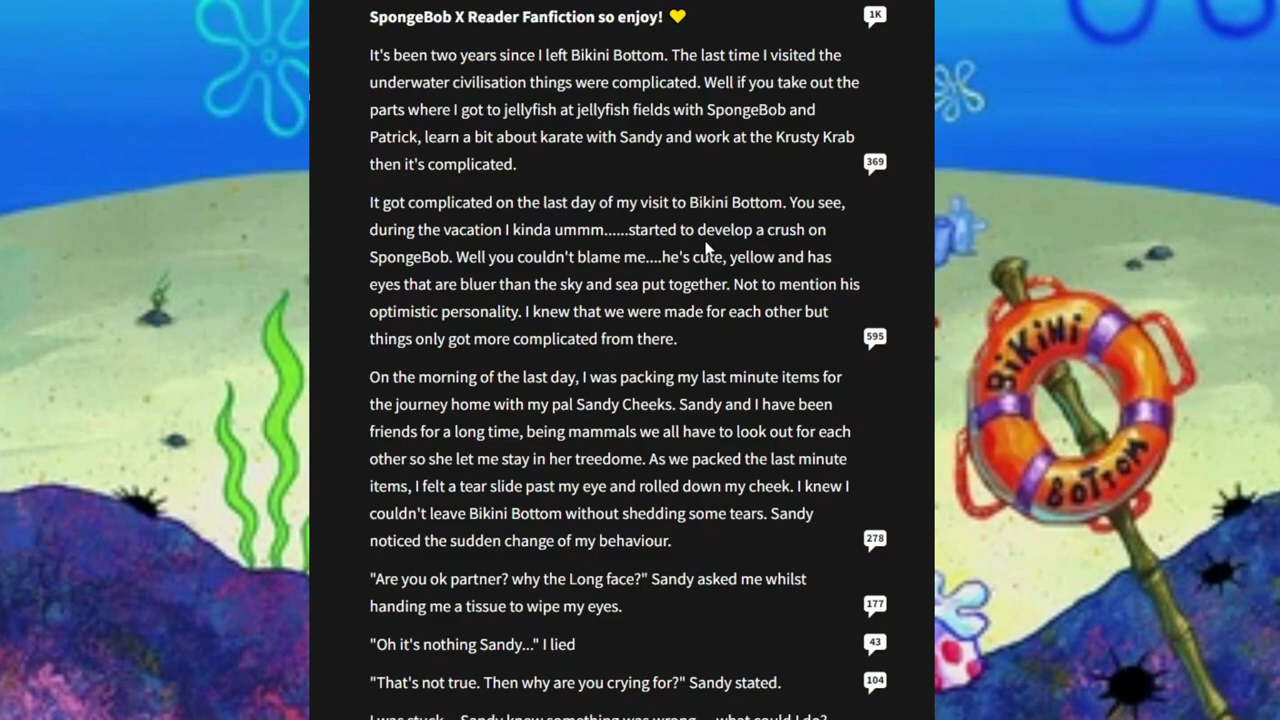 SpongeBob X Reader Fanfiction so enjoy! 💛
1K
It's been two years since I left Bikini Bottom. The last time I visited the
underwater civilisation things were complicated. Well if you take out the
parts where I got to jellyfish at jellyfish fields with SpongeBob and
Patrick, learn a bit about karate with Sandy and work at the Krusty Krab
then it's complicated.
369
It got complicated on the last day of my visit to Bikini Bottom. You see,
during the vacation I kinda ummm......started to develop a crush on
SpongeBob. Well you couldn't blame me....he's cute, yellow and has
eyes that are bluer than the sky and sea put together. Not to mention his
optimistic personality. I knew that we were made for each other but
things only got more complicated from there.
595
On the morning of the last day, I was packing my last minute items for
the journey home with my pal Sandy Cheeks. Sandy and I have been
friends for a long time, being mammals we all have to look out for each
other so she let me stay in her treedome. As we packed the last minute
items, I felt a tear slide past my eye and rolled down my cheek. I knew I
couldn't leave Bikini Bottom without shedding some tears. Sandy
noticed the sudden change of my behaviour.
278
"Are you ok partner? why the Long face?" Sandy asked me whilst
handing me a tissue to wipe my eyes.
177
"Oh it's nothing Sandy..." I lied
43
"That's not true. Then why are you crying for?" Sandy stated.
104
I was stuck... Sandy knew something was wrong.... what could I do?
BIKINI
BOTTOM